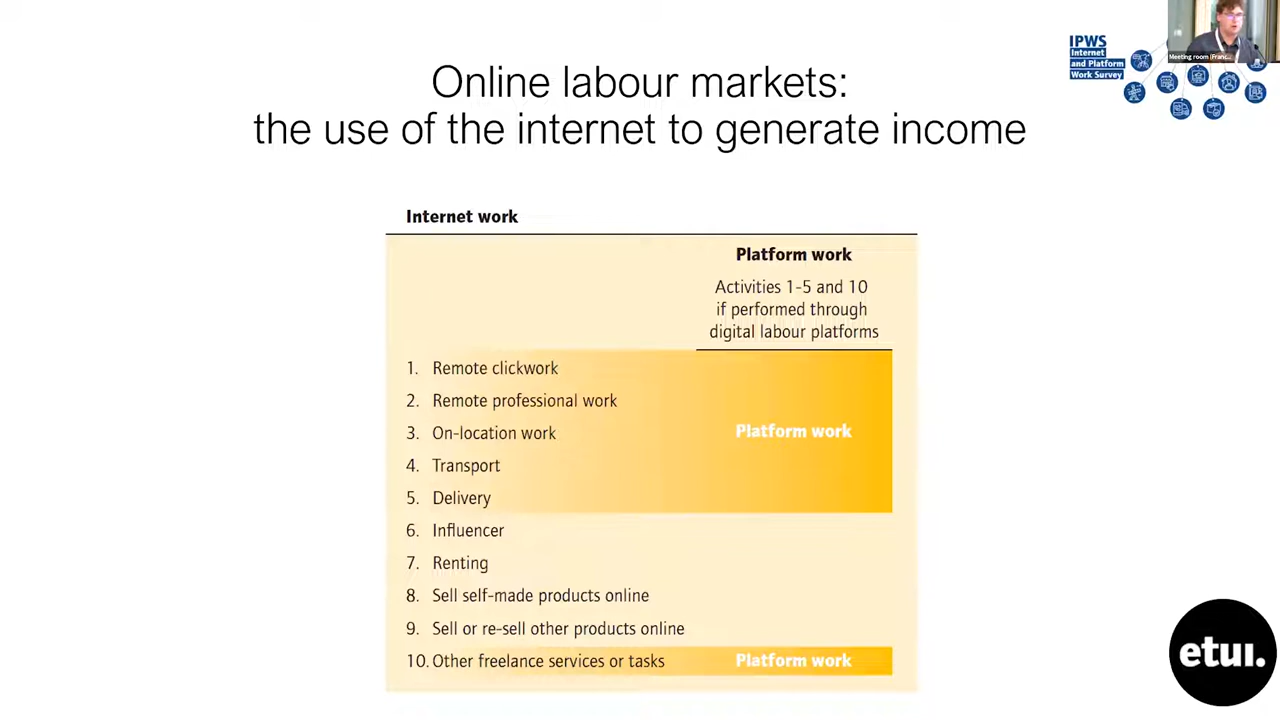 Online labour markets:
the use of the internet to generate income
IPWS
Internet
and Platform
Work Survey
Meeting room (Franc...
Internet work
Platform work
Activities 1-5 and 10
if performed through
digital labour platforms
1. Remote clickwork
2. Remote professional work
3. On-location work
Platform work
4. Transport
5. Delivery
6. Influencer
7. Renting
8. Sell self-made products online
9. Sell or re-sell other products online
10. Other freelance services or tasks
Platform work
etui.